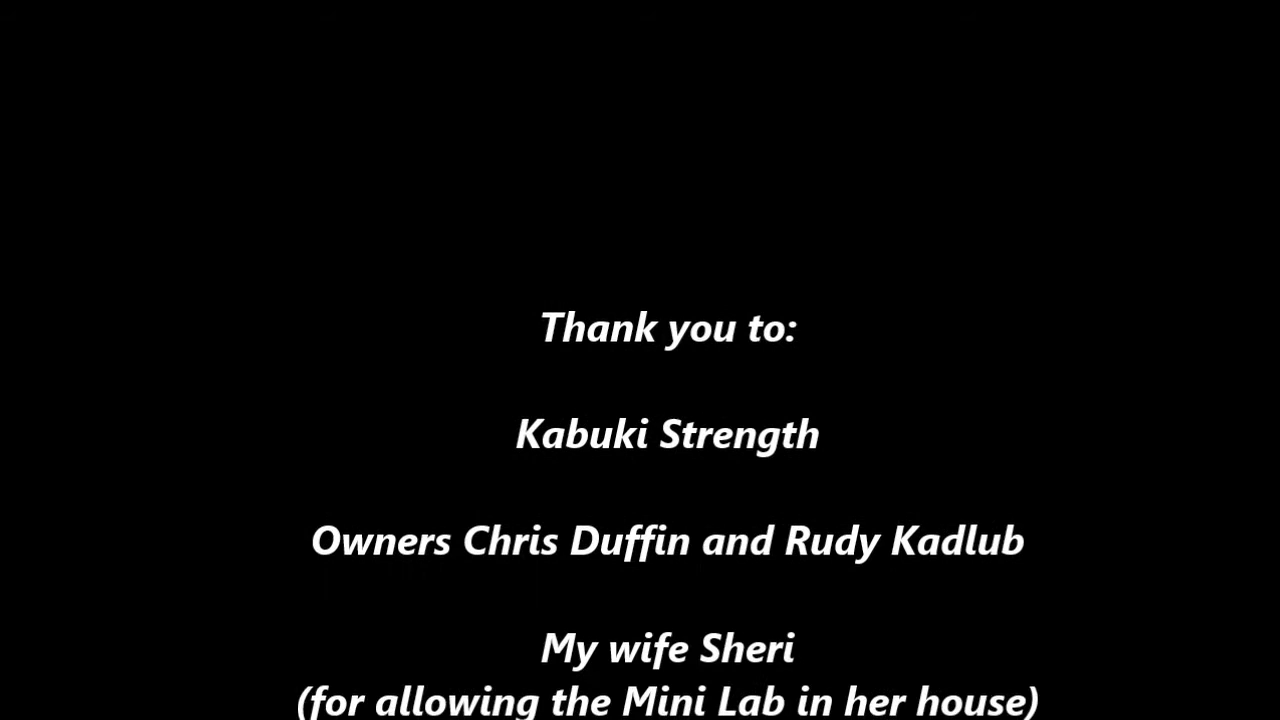 Thank you to:
Kabuki Strength
Owners Chris Duffin and Rudy Kadlub
My wife Sheri
(for allowing the Mini Lab in her house)